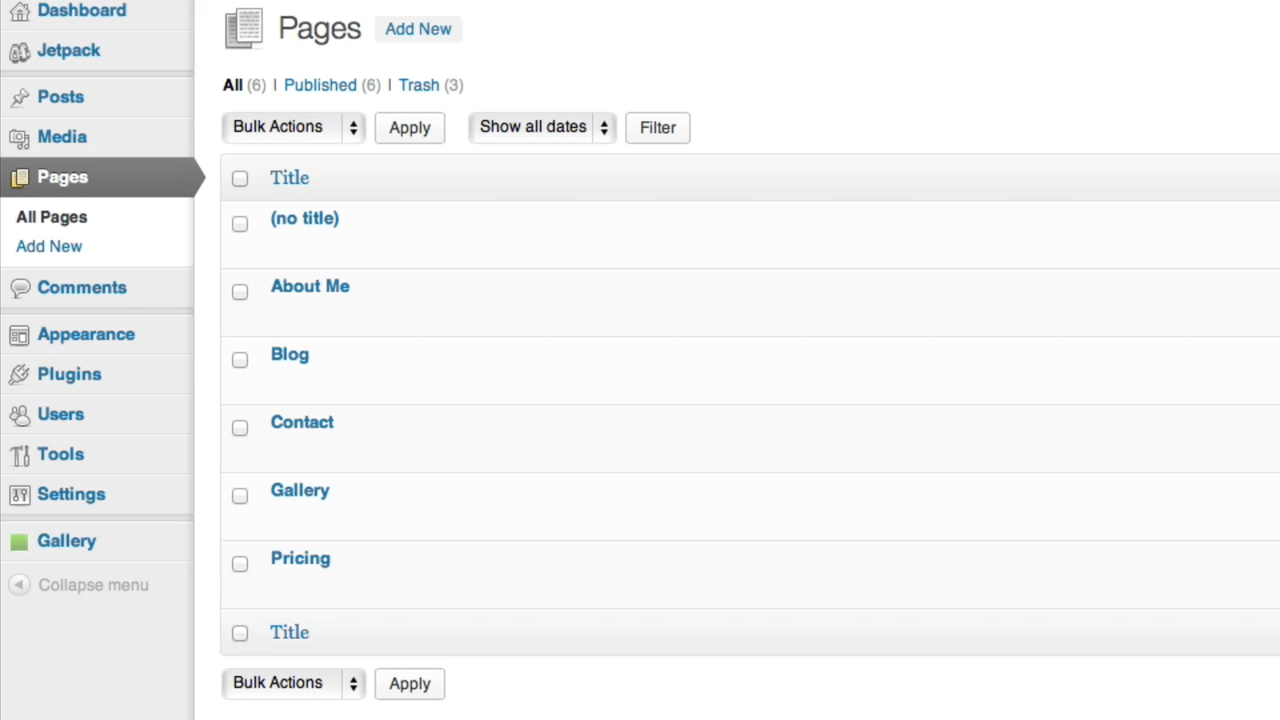 Dashboard
Jetpack
Posts
Media
Pages
All Pages
Add New
Comments
Appearance
Plugins
Users
Tools
Settings
Gallery
Collapse menu
Pages Add New
All (6) | Published (6) | Trash (3)
Bulk Actions Apply Show all dates Filter
Title
(no title)
About Me
Blog
Contact
Gallery
Pricing
Title
Bulk Actions Apply